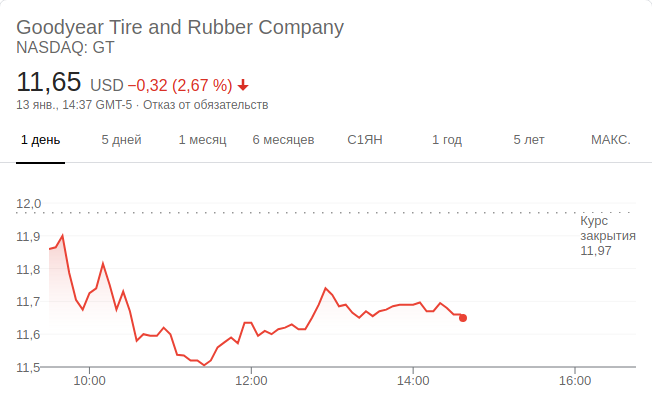 Goodyear Tire and Rubber Company
NASDAQ: GT
11,65 USD −0,32 (2,67 %)
13 янв., 14:37 GMT-5 · Отказ от обязательств
1 день 5 дней 1 месяц 6 месяцев С1ЯН 1 год 5 лет МАКС.
12,0
Курс
закрытия
11,97
11,9
11,8
11,7
11,6
11,5
10:00 12:00 14:00 16:00